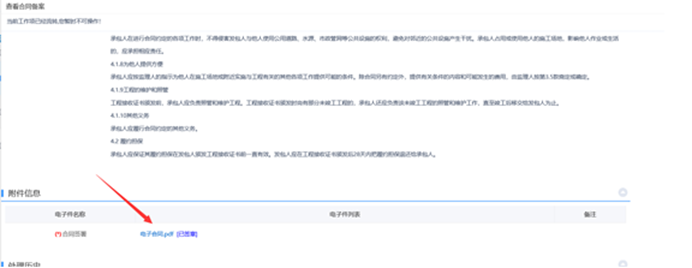 查看合同备案
当前工作项已经流转,您暂时不可操作!
承包人在进行合同约定的各项工作时，不得侵害发包人与他人使用公用道路、水源、市政管网等公共设施的权利，避免对邻近的公共设施产生干扰。承包人占用或使用他人的施工场地，影响他人作业或生活
的，应承担相应责任。
4.1.8为他人提供方便
承包人应按监理人的指示为他人在施工场地或附近实施与工程有关的其他各项工作提供可能的条件。除合同另有约定外，提供有关条件的内容和可能发生的费用，由监理人按第3.5款商定或确定。
4.1.9工程的维护和照管
工程接收证书颁发前，承包人应负责照管和维护工程。工程接收证书颁发时尚有部分未竣工工程的，承包人还应负责该未竣工工程的照管和维护工作，直至竣工后移交给发包人为止。
4.1.10其他义务
承包人应履行合同约定的其他义务。
4.2 履约担保
承包人应保证其履约担保在发包人颁发工程接收证书前一直有效。发包人应在工程接收证书颁发后28天内把履约担保退还给承包人。
附件信息
电子件名称 电子件列表 备注
(*) 合同签署 电子合同.pdf [已签章]
处理历史